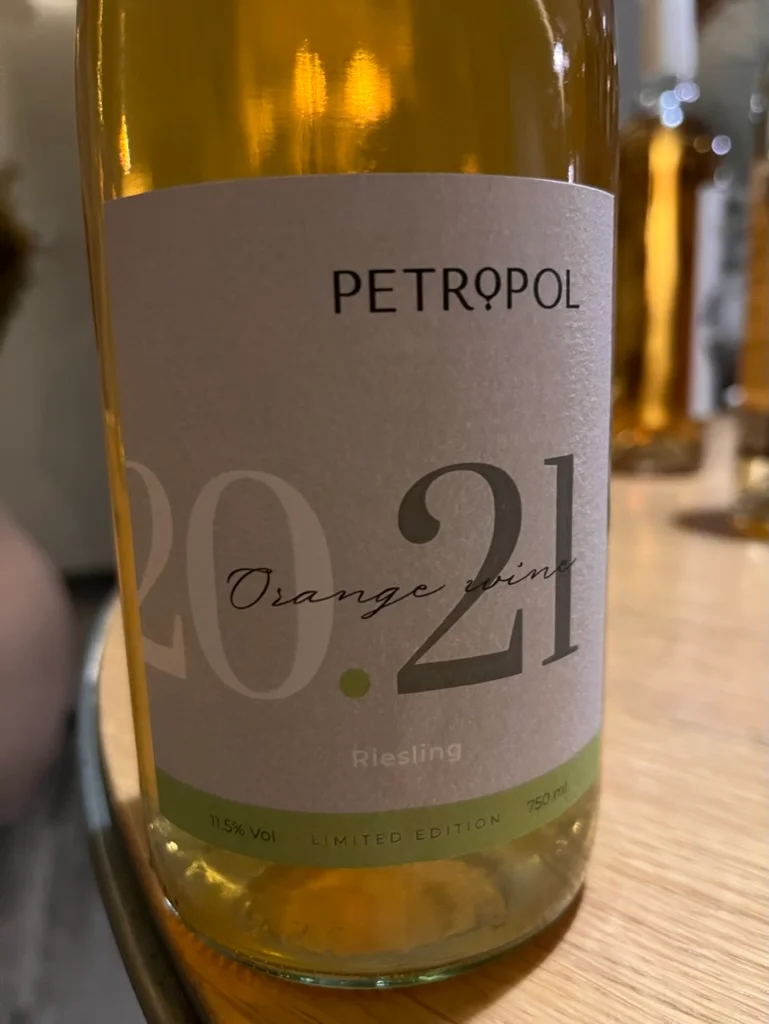 PETROPOL
20.21
Orange wine
Riesling
11.5% Vol LIMITED EDITION 750 ml